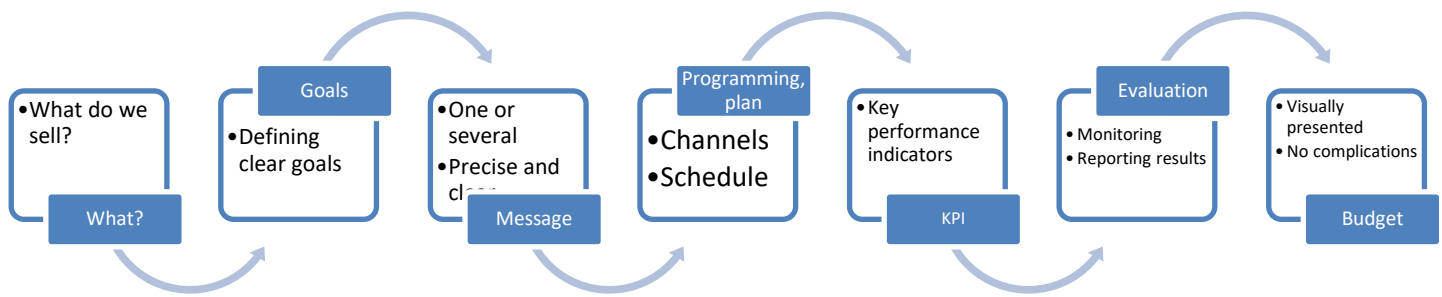 •What do we
sell?
What?
Goals
•Defining
clear goals
•One or
several
•Precise and
Message
Programming,
plan
•Channels
•Schedule
•Key
performance
indicators
KPI
Evaluation
•Monitoring
•Reporting results
•Visually
presented
•No complications
Budget